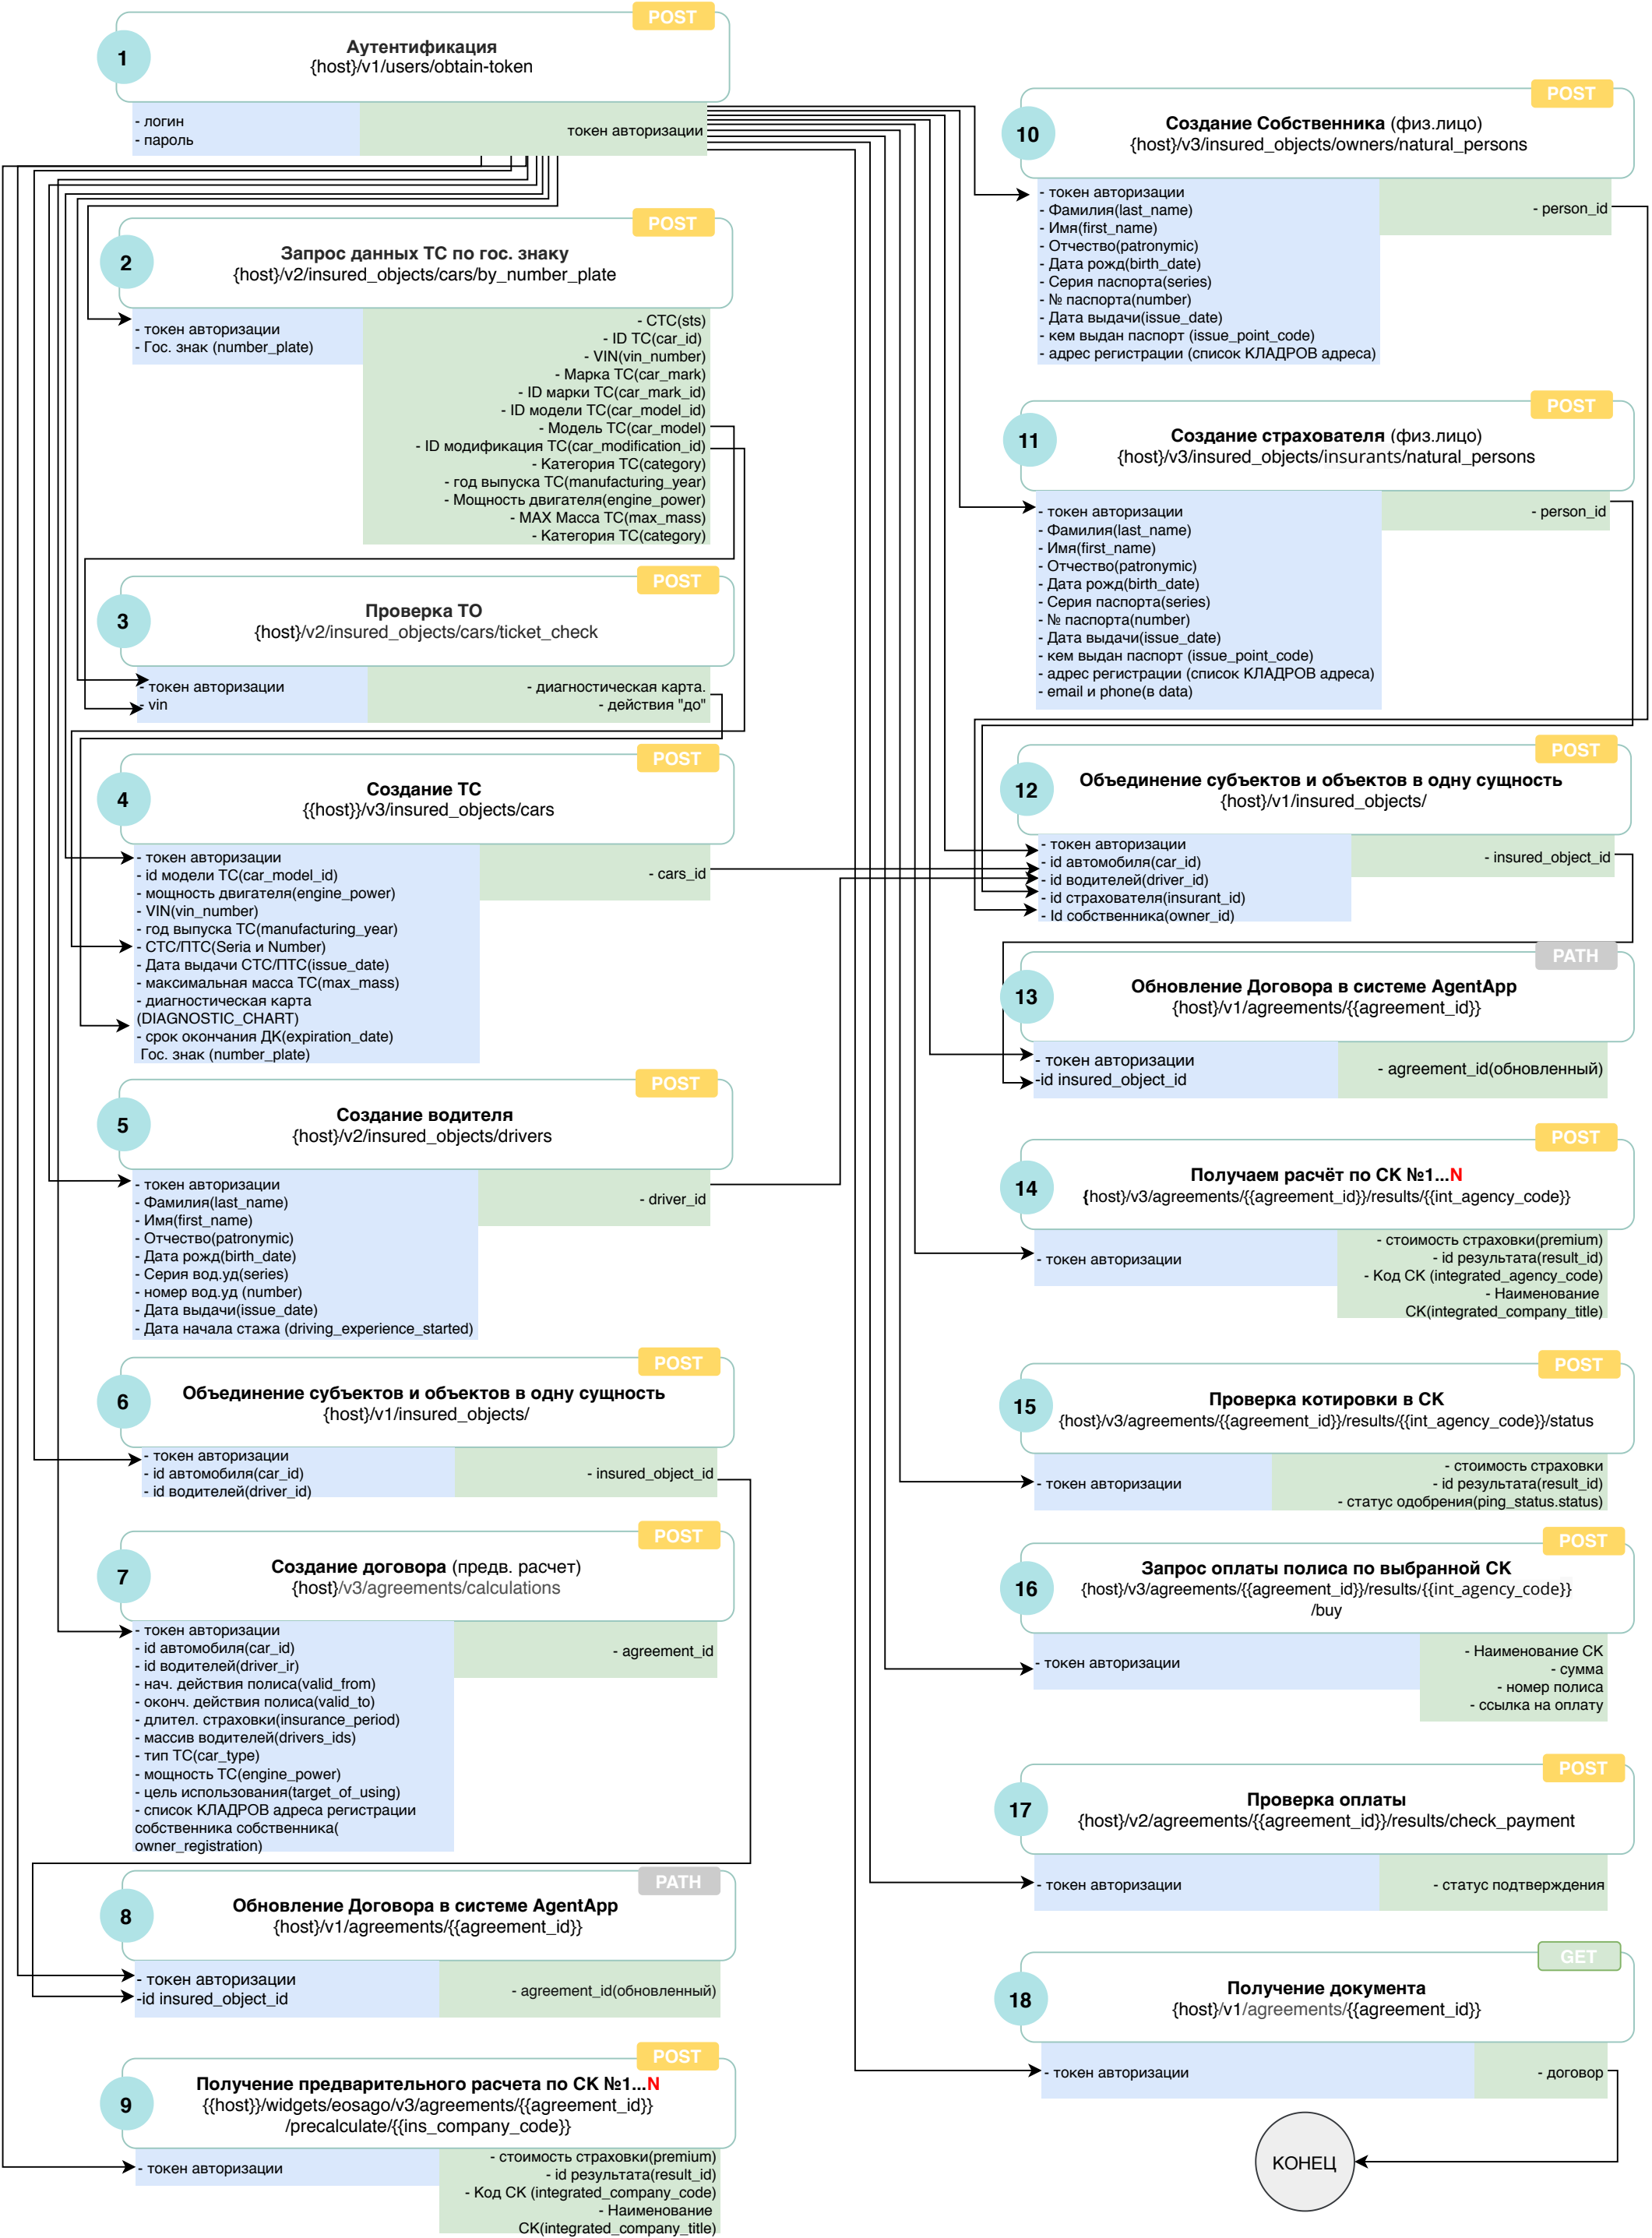 POST
1
Аутентификация
{host}/v1/users/obtain-token
- логин
- пароль
токен авторизации
POST
2
Запрос данных ТС по гос. знаку
{host}/v2/insured_objects/cars/by_number_plate
- токен авторизации
- Гос. знак (number_plate)
- СТС(sts)
- ID ТС(car_id)
- VIN(vin_number)
- Марка ТС(car_mark)
- ID марки ТС(car_mark_id)
- ID модели ТС(car_model_id)
- Модель ТС(car_model)
- ID модификация ТС(car_modification_id)
- Категория ТС(category)
- год выпуска ТС(manufacturing_year)
- Мощность двигателя(engine_power)
- MAX Масса ТС(max_mass)
- Категория ТС(category)
POST
3
Проверка ТО
{host}/v2/insured_objects/cars/ticket_check
- токен авторизации
- vin
- диагностическая карта.
- действия "до"
POST
4
Создание ТС
{{host}}/v3/insured_objects/cars
- токен авторизации
- id модели ТС(car_model_id)
- мощность двигателя(engine_power)
- VIN(vin_number)
- год выпуска ТС(manufacturing_year)
- СТС/ПТС(Seria и Number)
- Дата выдачи СТС/ПТС(issue_date)
- максимальная масса ТС(max_mass)
- диагностическая карта
(DIAGNOSTIC_CHART)
- срок окончания ДК(expiration_date)
Гос. знак (number_plate)
- cars_id
POST
5
Создание водителя
{host}/v2/insured_objects/drivers
- токен авторизации
- Фамилия(last_name)
- Имя(first_name)
- Отчество(patronymic)
- Дата рожд(birth_date)
- Серия вод.уд(series)
- номер вод.уд (number)
- Дата выдачи(issue_date)
- Дата начала стажа (driving_experience_started)
- driver_id
POST
6
Объединение субъектов и объектов в одну сущность
{host}/v1/insured_objects/
- токен авторизации
- id автомобиля(car_id)
- id водителей(driver_id)
- insured_object_id
POST
7
Создание договора (предв. расчет)
{host}/v3/agreements/calculations
- токен авторизации
- id автомобиля(car_id)
- id водителей(driver_ir)
- нач. действия полиса(valid_from)
- оконч. действия полиса(valid_to)
- длител. страховки(insurance_period)
- массив водителей(drivers_ids)
- тип ТС(car_type)
- мощность ТС(engine_power)
- цель использования(target_of_using)
- список КЛАДРОВ адреса регистрации
собственника собственника(
owner_registration)
- agreement_id
PATH
8
Обновление Договора в системе AgentApp
{host}/v1/agreements/{{agreement_id}}
- токен авторизации
-id insured_object_id
- agreement_id(обновленный)
POST
9
Получение предварительного расчета по СК №1...N
{{host}}/widgets/eosago/v3/agreements/{{agreement_id}}
/precalculate/{{ins_company_code}}
- токен авторизации
- стоимость страховки(premium)
- id результата(result_id)
- Код СК (integrated_company_code)
- Наименование
СК(integrated_company_title)
POST
10
Создание Собственника (физ.лицо)
{host}/v3/insured_objects/owners/natural_persons
- токен авторизации
- Фамилия(last_name)
- Имя(first_name)
- Отчество(patronymic)
- Дата рожд(birth_date)
- Серия паспорта(series)
- № паспорта(number)
- Дата выдачи(issue_date)
- кем выдан паспорт (issue_point_code)
- адрес регистрации (список КЛАДРОВ адреса)
- person_id
POST
11
Создание страхователя (физ.лицо)
{host}/v3/insured_objects/insurants/natural_persons
- токен авторизации
- Фамилия(last_name)
- Имя(first_name)
- Отчество(patronymic)
- Дата рожд(birth_date)
- Серия паспорта(series)
- № паспорта(number)
- Дата выдачи(issue_date)
- кем выдан паспорт (issue_point_code)
- адрес регистрации (список КЛАДРОВ адреса)
- email и phone(в data)
- person_id
POST
12
Объединение субъектов и объектов в одну сущность
{host}/v1/insured_objects/
- токен авторизации
- id автомобиля(car_id)
- id водителей(driver_id)
- id страхователя(insurant_id)
- Id собственника(owner_id)
- insured_object_id
PATH
13
Обновление Договора в системе AgentApp
{host}/v1/agreements/{{agreement_id}}
- токен авторизации
-id insured_object_id
- agreement_id(обновленный)
POST
14
Получаем расчёт по СК №1...N
{host}/v3/agreements/{{agreement_id}}/results/{{int_agency_code}}
- токен авторизации
- стоимость страховки(premium)
- id результата(result_id)
- Код СК (integrated_agency_code)
- Наименование
СК(integrated_company_title)
POST
15
Проверка котировки в СК
{host}/v3/agreements/{{agreement_id}}/results/{{int_agency_code}}/status
- токен авторизации
- стоимость страховки
- id результата(result_id)
- статус одобрения(ping_status.status)
POST
16
Запрос оплаты полиса по выбранной СК
{host}/v3/agreements/{{agreement_id}}/results/{{int_agency_code}}
/buy
- токен авторизации
- Наименование СК
- сумма
- номер полиса
- ссылка на оплату
POST
17
Проверка оплаты
{host}/v2/agreements/{{agreement_id}}/results/check_payment
- токен авторизации
- статус подтверждения
GET
18
Получение документа
{host}/v1/agreements/{{agreement_id}}
- токен авторизации
- договор
КОНЕЦ